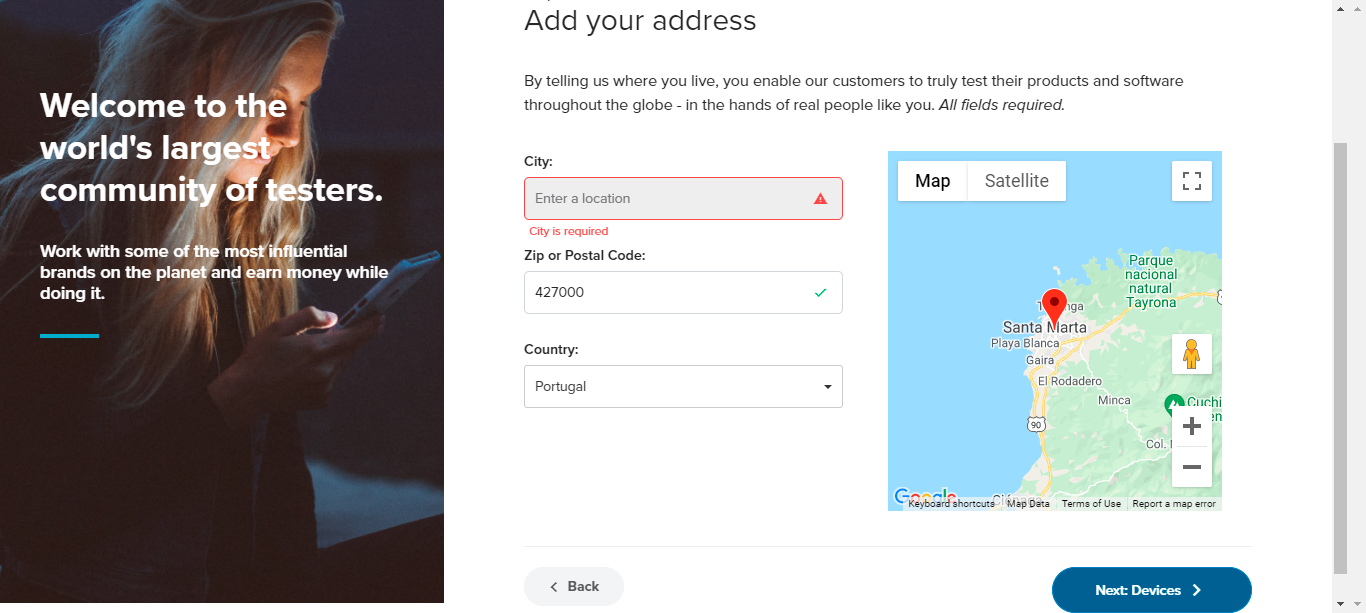 Add your address
Welcome to the
world's largest
community of testers.
Work with some of the most influential
brands on the planet and earn money while
doing it.
By telling us where you live, you enable our customers to truly test their products and software
throughout the globe - in the hands of real people like you. All fields required.
City:
Enter a location
City is required
Zip or Postal Code:
427000
Country:
Portugal
Map
Satellite
Parque
nacional
natural
Tayrona
Santa Marta
Playa Blanca
Gaira
El Rodadero
Minca
90
Col.
Google
Keyboard shortcuts
Map Data
Terms of Use
Report a map error
Back
Next: Devices